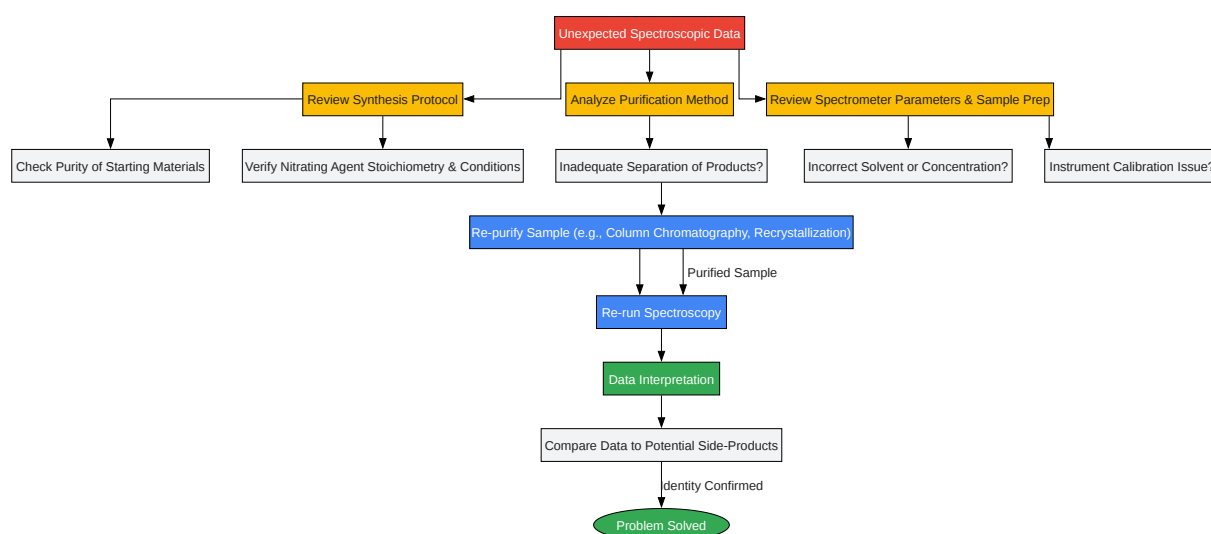 Unexpected Spectroscopic Data
Review Synthesis Protocol
Analyze Purification Method
Review Spectrometer Parameters & Sample Prep
Check Purity of Starting Materials
Verify Nitrating Agent Stoichiometry & Conditions
Inadequate Separation of Products?
Incorrect Solvent or Concentration?
Instrument Calibration Issue?
Re-purify Sample (e.g., Column Chromatography, Recrystallization)
Purified Sample
Re-run Spectroscopy
Data Interpretation
Compare Data to Potential Side-Products
Identity Confirmed
Problem Solved